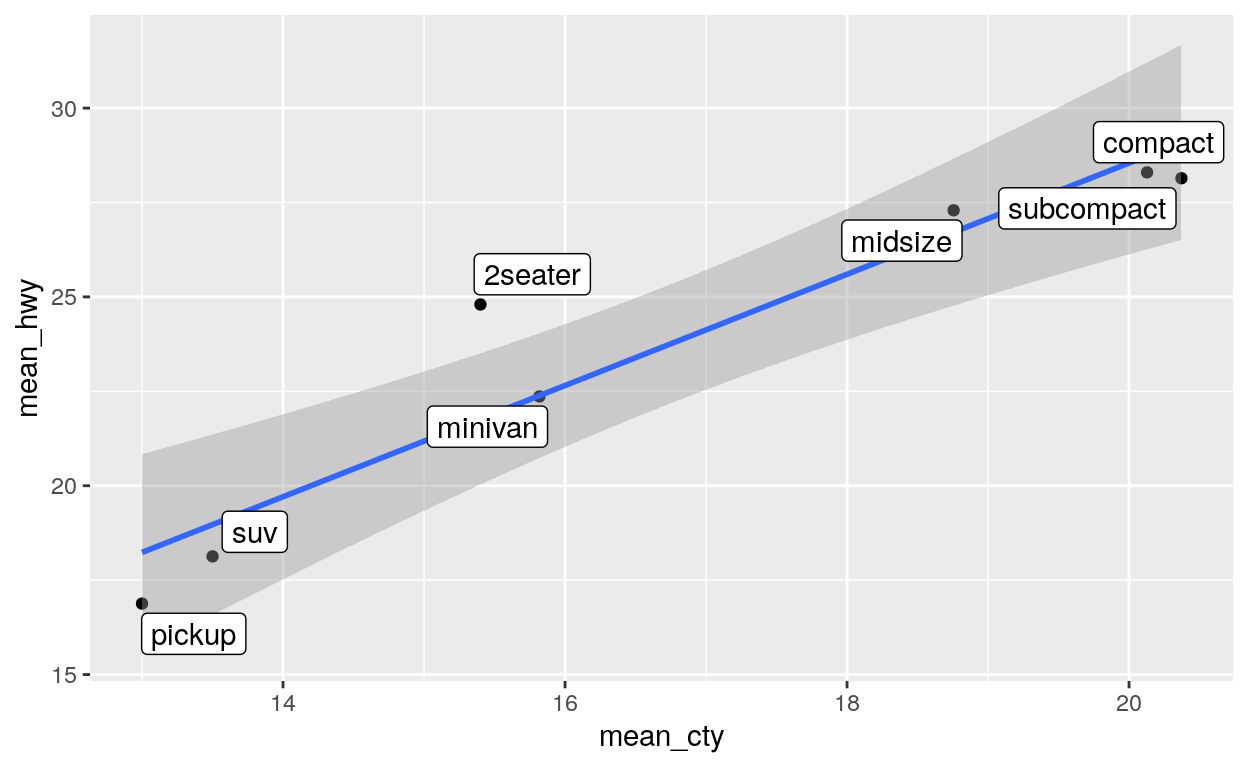 30
25
20
15
mean_hwy
compact
subcompact
midsize
2seater
minivan
suv
pickup
14 16 18 20
mean_cty